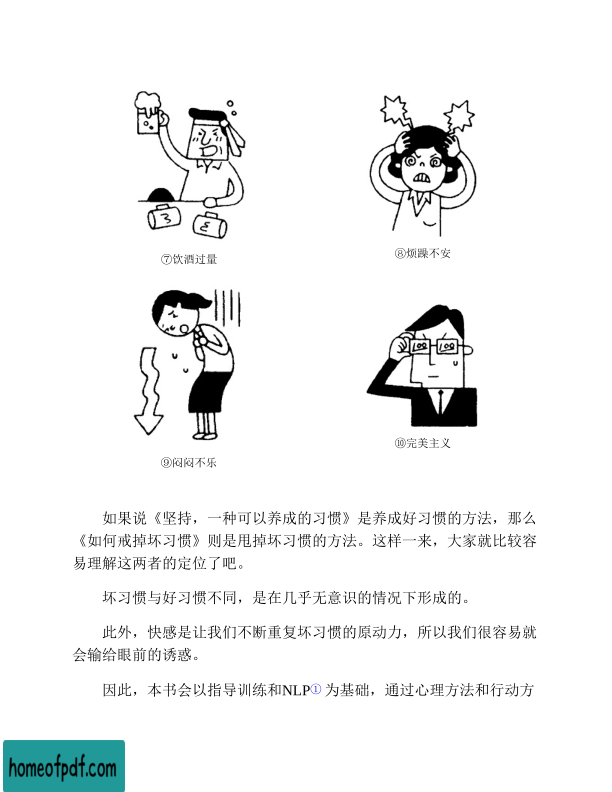 ⑦饮酒过量
⑧烦躁不安
100 100
⑨闷闷不乐
⑩完美主义
如果说《坚持，一种可以养成的习惯》是养成好习惯的方法，那么
《如何戒掉坏习惯》则是甩掉坏习惯的方法。这样一来，大家就比较容
易理解这两者的定位了吧。
坏习惯与好习惯不同，是在几乎无意识的情况下形成的。
此外，快感是让我们不断重复坏习惯的原动力，所以我们很容易就
会输给眼前的诱惑。
因此，本书会以指导训练和NLP① 为基础，通过心理方法和行动方
homeofpdf.com